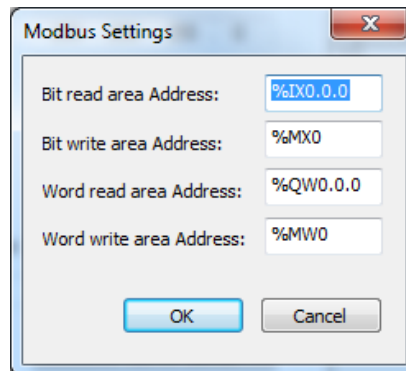 Modbus Settings
Bit read area Address: %IX0.0.0
Bit write area Address: %MX0
Word read area Address: %QW0.0.0
Word write area Address: %MW0
OK Cancel